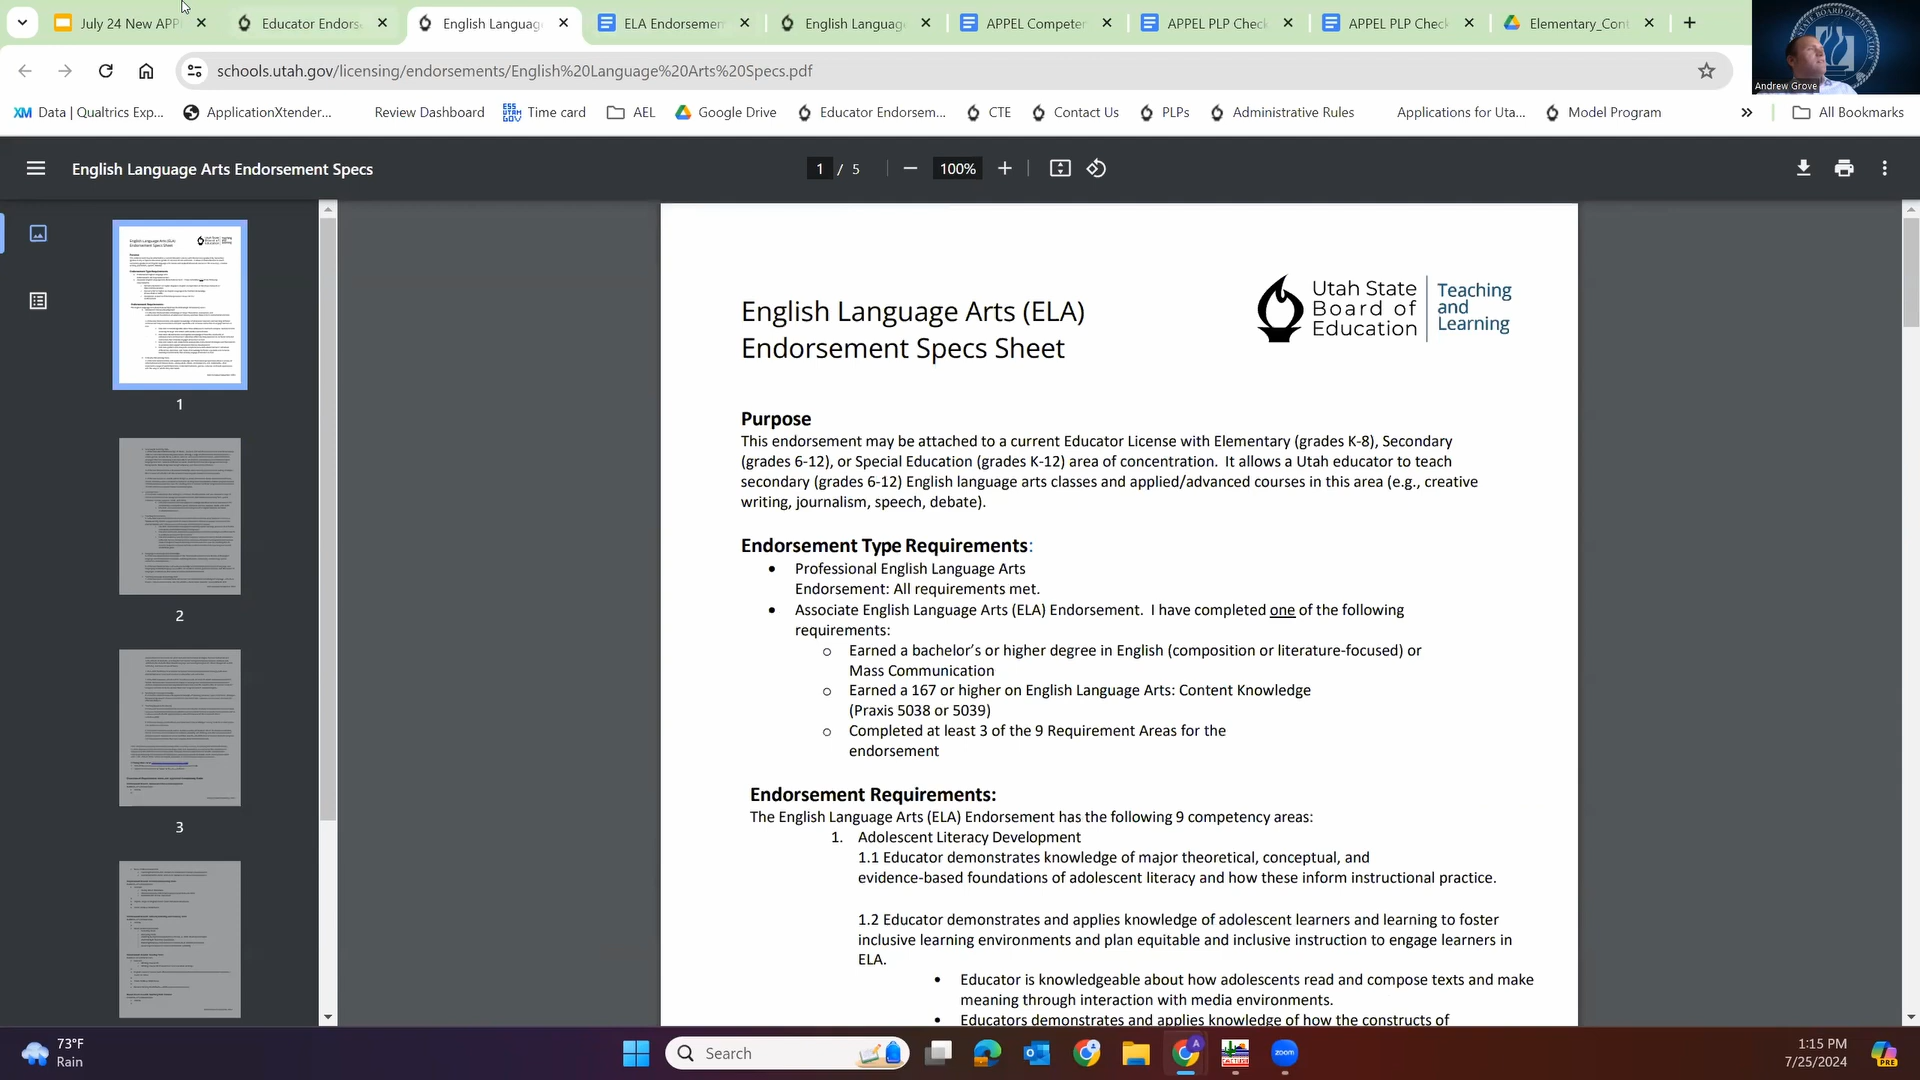 July 24 New APP
Educator Endors
English Language
ELA Endorsemen
English Language
APPEL Competen
APPEL PLP Check
APPEL PLP Check
Elementary_Con
schools.utah.gov/licensing/endorsements/English%20Language%20Arts%20Specs.pdf
Andrew Grove
Data | Qualtrics Exp...
ApplicationXtender...
Review Dashboard
Time card
AEL
Google Drive
Educator Endorsem...
CTE
Contact Us
PLPs
Administrative Rules
Applications for Uta...
Model Program
All Bookmarks
English Language Arts Endorsement Specs
1 / 5
100%
1
2
3
English Language Arts (ELA)
Endorsement Specs Sheet
Utah State
Board of
Education
Teaching
and
Learning
Purpose
This endorsement may be attached to a current Educator License with Elementary (grades K-8), Secondary
(grades 6-12), or Special Education (grades K-12) area of concentration. It allows a Utah educator to teach
secondary (grades 6-12) English language arts classes and applied/advanced courses in this area (e.g., creative
writing, journalism, speech, debate).
Endorsement Type Requirements:
• Professional English Language Arts
Endorsement: All requirements met.
• Associate English Language Arts (ELA) Endorsement. I have completed one of the following
requirements:
o Earned a bachelor's or higher degree in English (composition or literature-focused) or
Mass Communication
o Earned a 167 or higher on English Language Arts: Content Knowledge
(Praxis 5038 or 5039)
o Completed at least 3 of the 9 Requirement Areas for the
endorsement
Endorsement Requirements:
The English Language Arts (ELA) Endorsement has the following 9 competency areas:
1. Adolescent Literacy Development
1.1 Educator demonstrates knowledge of major theoretical, conceptual, and
evidence-based foundations of adolescent literacy and how these inform instructional practice.
1.2 Educator demonstrates and applies knowledge of adolescent learners and learning to foster
inclusive learning environments and plan equitable and inclusive instruction to engage learners in
ELA.
• Educator is knowledgeable about how adolescents read and compose texts and make
meaning through interaction with media environments.
• Educators demonstrates and applies knowledge of how the constructs of
73°F
Rain
Search
zoom
1:15 PM
7/25/2024